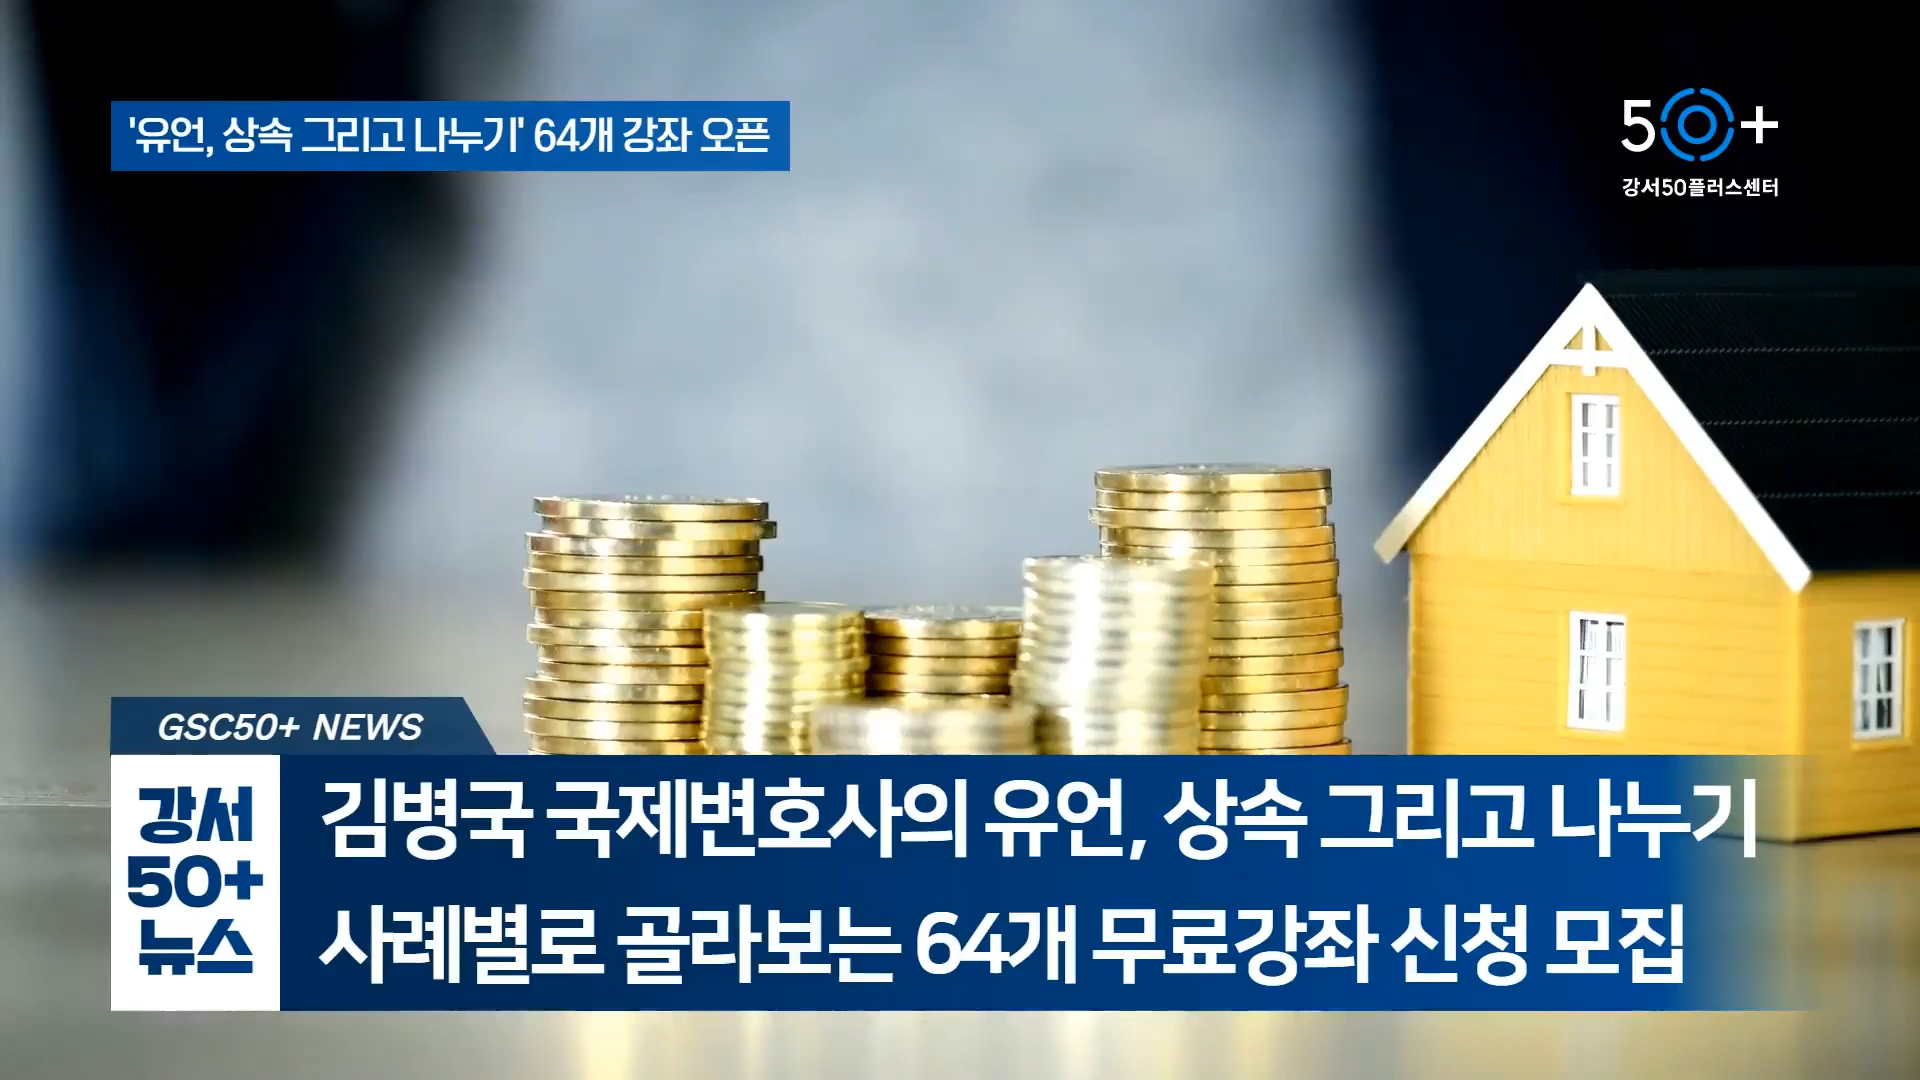 '유언, 상속 그리고 나누기' 64개 강좌 오픈
50+
강서50플러스센터
GSC50+ NEWS
강서
50+
뉴스
김병국 국제변호사의 유언, 상속 그리고 나누기
사례별로 골라보는 64개 무료강좌 신청 모집